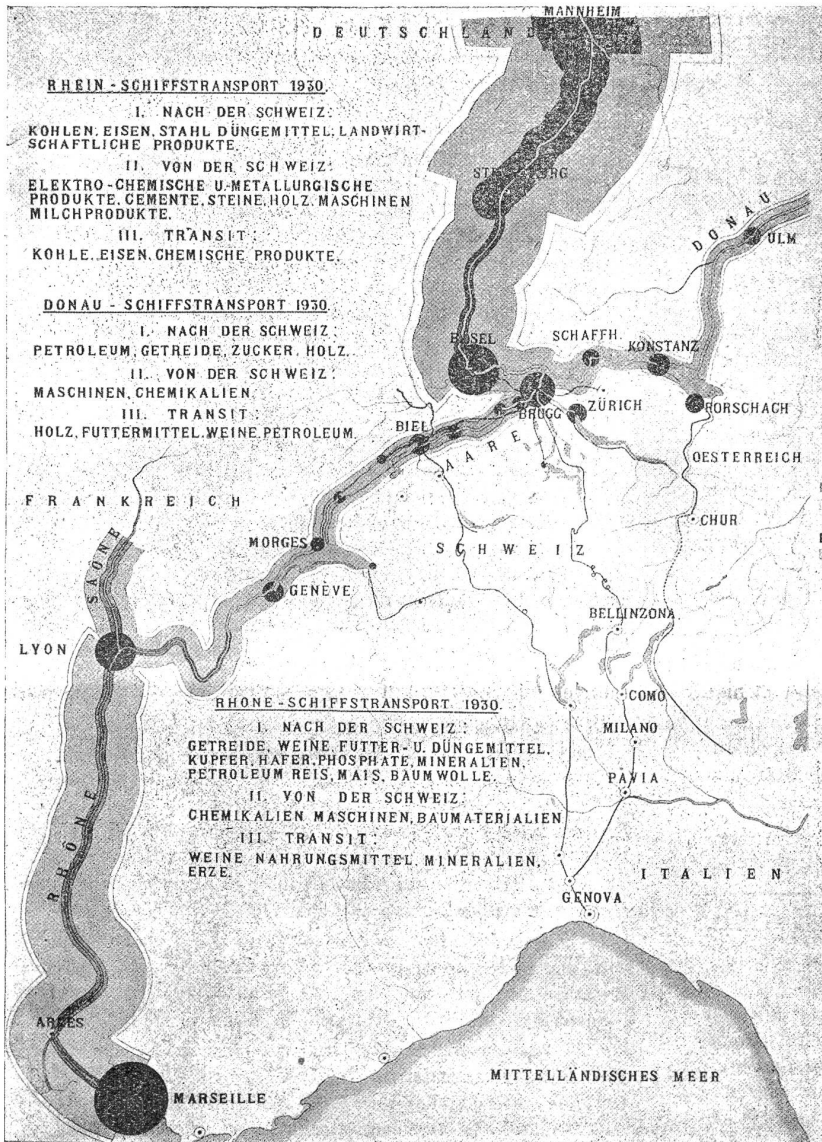 MANNHEIM
DEUTSCHLAND
RHEIN-SCHIFFSTRANSPORT 1930.
I. NACH DER SCHWEIZ:
KOHLEN, EISEN, STAHL DÜNGEMITTEL, LANDWIRT-
SCHAFTLICHE PRODUKTE.
II. VON DER SCHWEIZ:
ELEKTRO-CHEMISCHE U. METALLURGISCHE
PRODUKTE, CEMENTE, STEINE, HOLZ, MASCHINEN
MILCHPRODUKTE.
III. TRANSIT:
KOHLE, EISEN, CHEMISCHE PRODUKTE.
DONAU
ULM
DONAU-SCHIFFSTRANSPORT 1930.
I. NACH DER SCHWEIZ:
PETROLEUM, GETREIDE, ZUCKER, HOLZ.
II. VON DER SCHWEIZ:
MASCHINEN, CHEMIKALIEN.
III. TRANSIT:
HOLZ, FUTTERMITTEL, WEINE, PETROLEUM.
BASEL
SCHAFFH.
KONSTANZ
BRUGG
ZÜRICH
RORSCHACH
BIEL
AARE
OESTERREICH
FRANKREICH
CHUR
SAÔNE
MORGES
SCHWEIZ
GENÈVE
BELLINZONA
LYON
COMO
MILANO
PAVIA
RHONE-SCHIFFSTRANSPORT 1930.
I. NACH DER SCHWEIZ:
GETREIDE, WEINE, FUTTER- U. DÜNGEMITTEL,
KUPFER, HAFER, PHOSPHATE, MINERALIEN,
PETROLEUM REIS, MAIS, BAUMWOLLE.
II. VON DER SCHWEIZ:
CHEMIKALIEN MASCHINEN, BAUMATERIALIEN
III. TRANSIT:
WEINE NAHRUNGSMITTEL, MINERALIEN,
ERZE.
RHÔNE
ITALIEN
GENOVA
ARLES
MARSEILLE
MITTELLÄNDISCHES MEER